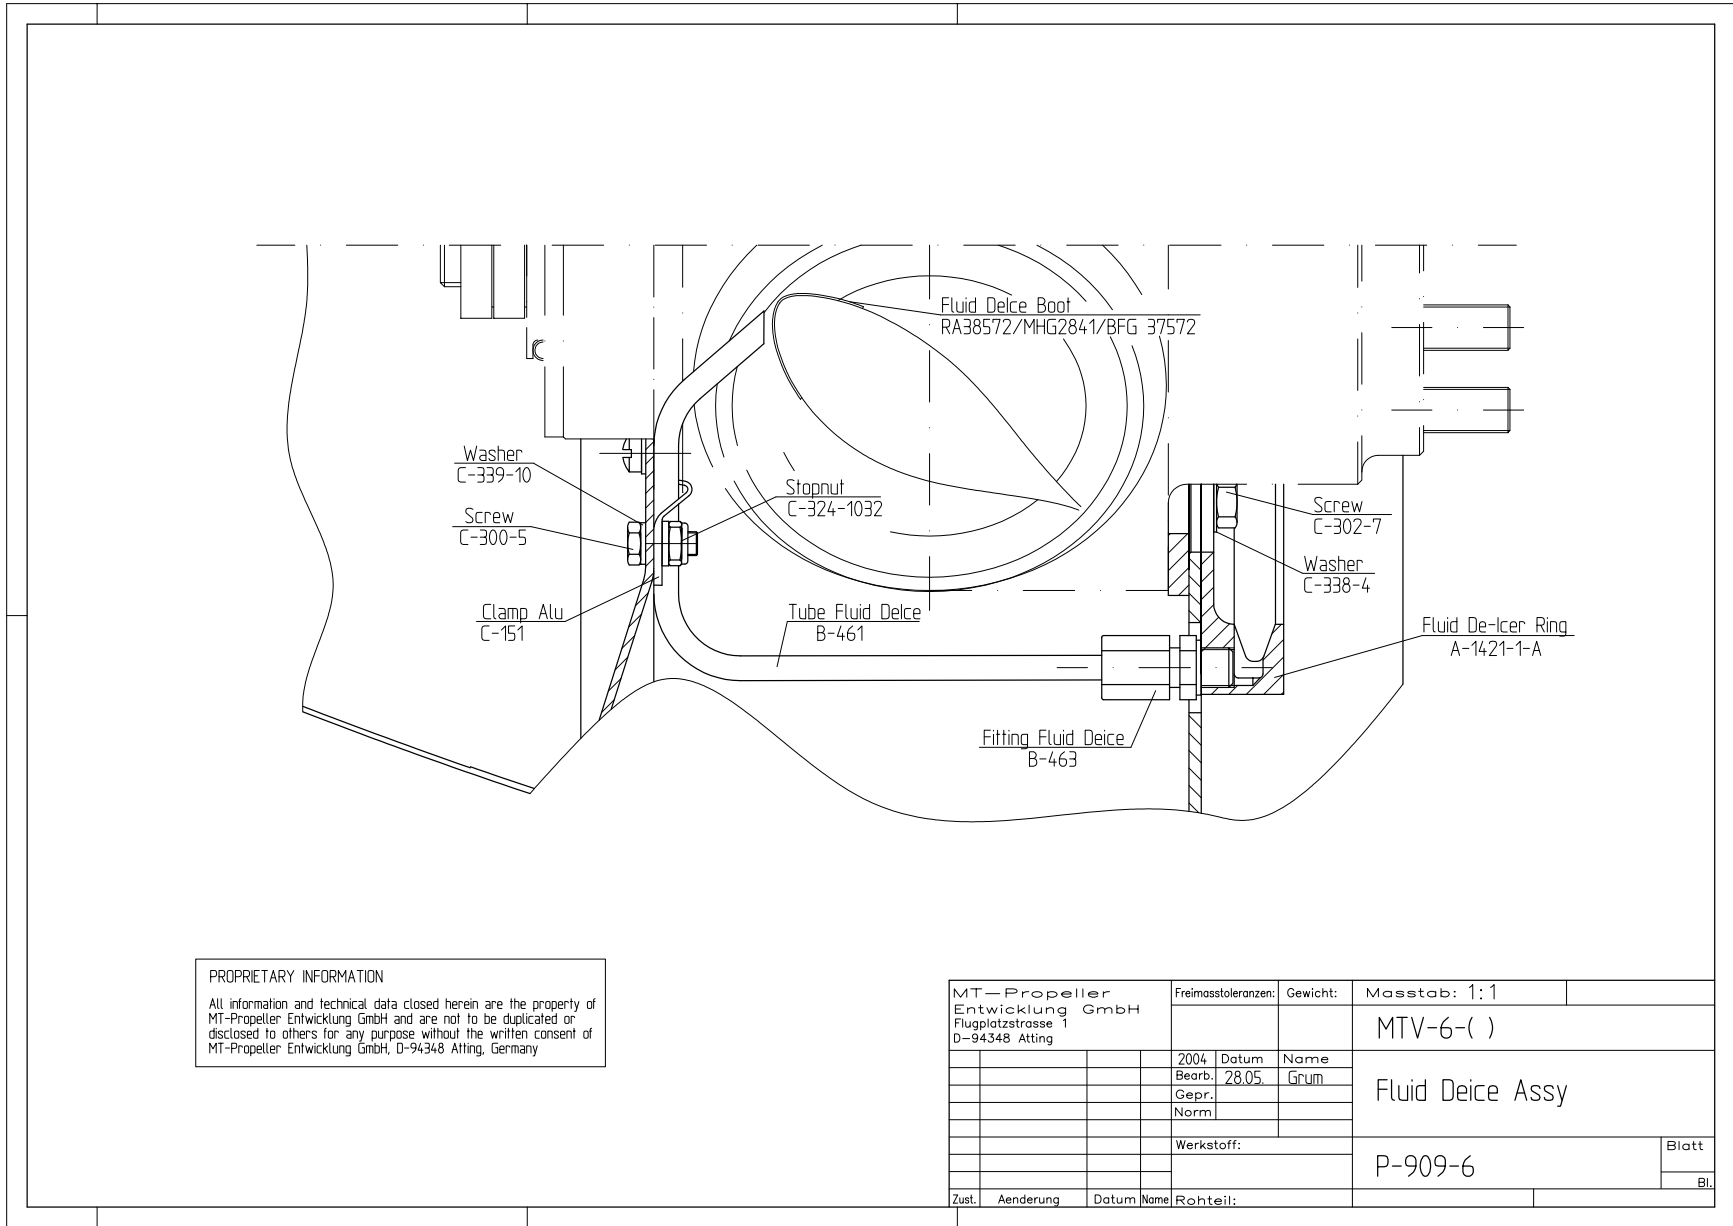 Fluid DeIce Boot
RA38572/MHG2841/BFG 37572
Washer
C-339-10
Screw
C-300-5
Stopnut
C-324-1032
Screw
C-302-7
Washer
C-338-4
Clamp Alu
C-151
Tube Fluid DeIce
B-461
Fluid De-Icer Ring
A-1421-1-A
Fitting Fluid Deice
B-463
PROPRIETARY INFORMATION
All information and technical data closed herein are the property of
MT-Propeller Entwicklung GmbH and are not to be duplicated or
disclosed to others for any purpose without the written consent of
MT-Propeller Entwicklung GmbH, D-94348 Atting, Germany
MT-Propeller
Entwicklung GmbH
Flugplatzstrasse 1
D-94348 Atting
Freimasstoleranzen:
Gewicht:
Masstab: 1:1
MTV-6-( )
2004 Datum Name
Bearb. 28.05. Grum
Gepr.
Norm
Fluid Deice Assy
Werkstoff:
P-909-6
Blatt
Bl.
Zust. Aenderung Datum Name Rohteil: